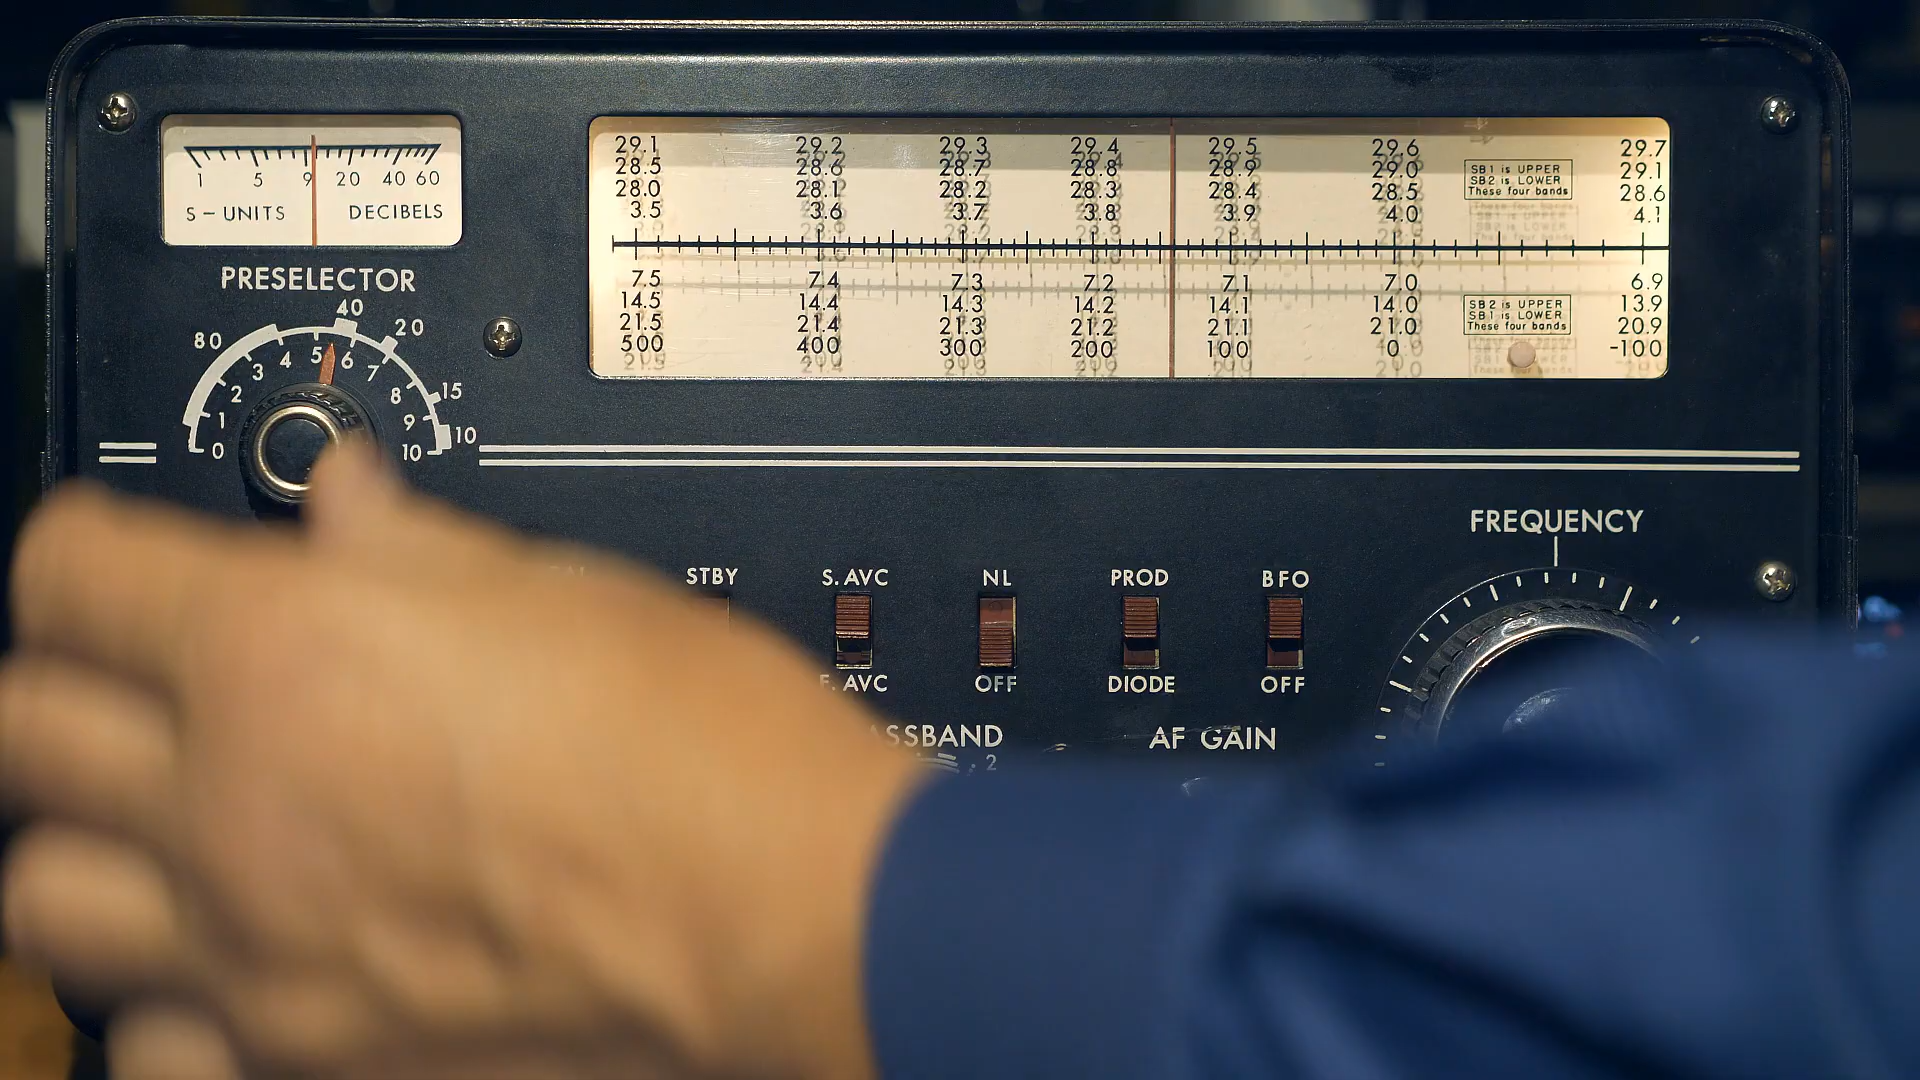 1 5 9 20 40 60
S-UNITS DECIBELS
PRESELECTOR
80 40 20 15 10
0 1 2 3 4 5 6 7 8 9 10
29.1 29.2 29.3 29.4 29.5 29.6 29.7
28.5 28.6 28.7 28.8 28.9 29.0 29.1
28.0 28.1 28.2 28.3 28.4 28.5 28.6
3.5 3.6 3.7 3.8 3.9 4.0 4.1
SB1 is UPPER
SB2 is LOWER
These four bands
7.5 7.4 7.3 7.2 7.1 7.0 6.9
14.5 14.4 14.3 14.2 14.1 14.0 13.9
21.5 21.4 21.3 21.2 21.1 21.0 20.9
500 400 300 200 100 0 -100
SB2 is UPPER
SB1 is LOWER
These four bands
FREQUENCY
STBY S. AVC NL PROD BFO
F. AVC OFF DIODE OFF
ASSBAND AF GAIN
.2